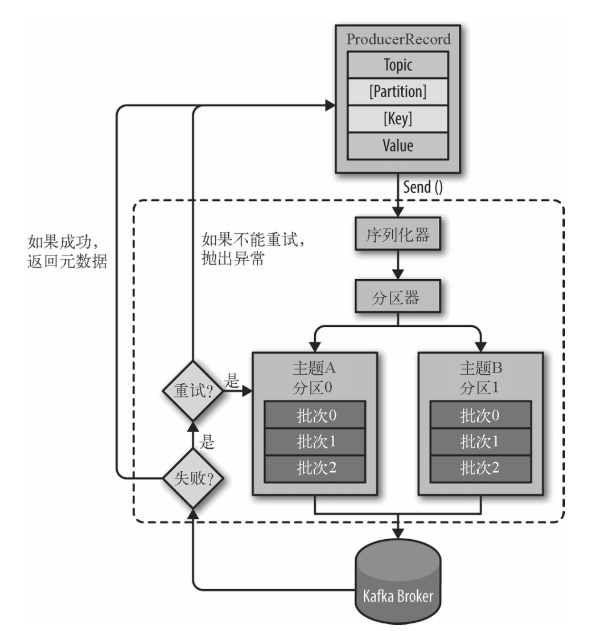 ProducerRecord
Topic
[Partition]
[Key]
Value
Send ()
序列化器
分区器
如果成功，
返回元数据
如果不能重试，
抛出异常
主题A
分区0
批次0
批次1
批次2
主题B
分区1
批次0
批次1
批次2
重试?
是
是
失败?
Kafka Broker